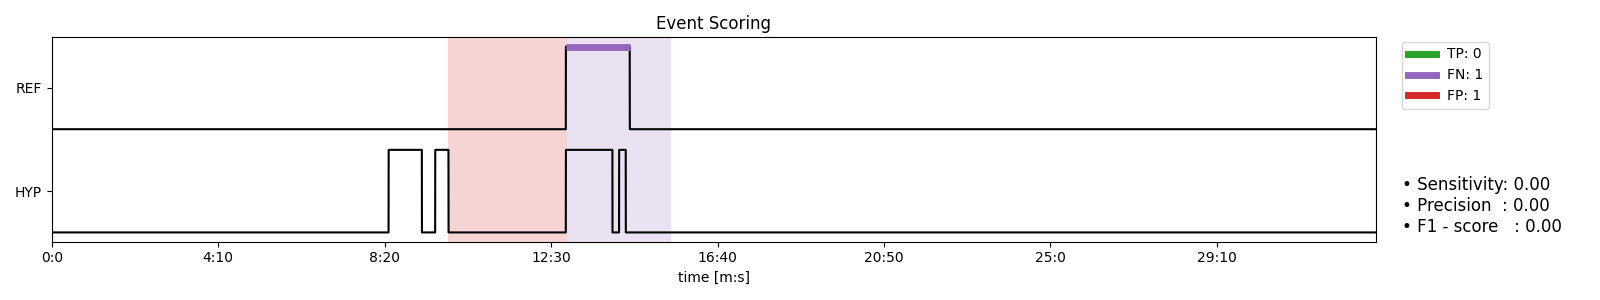 Event Scoring
REF
HYP
0:0
4:10
8:20
12:30
16:40
20:50
25:0
29:10
time [m:s]
TP: 0
FN: 1
FP: 1
• Sensitivity: 0.00
• Precision : 0.00
• F1 - score : 0.00